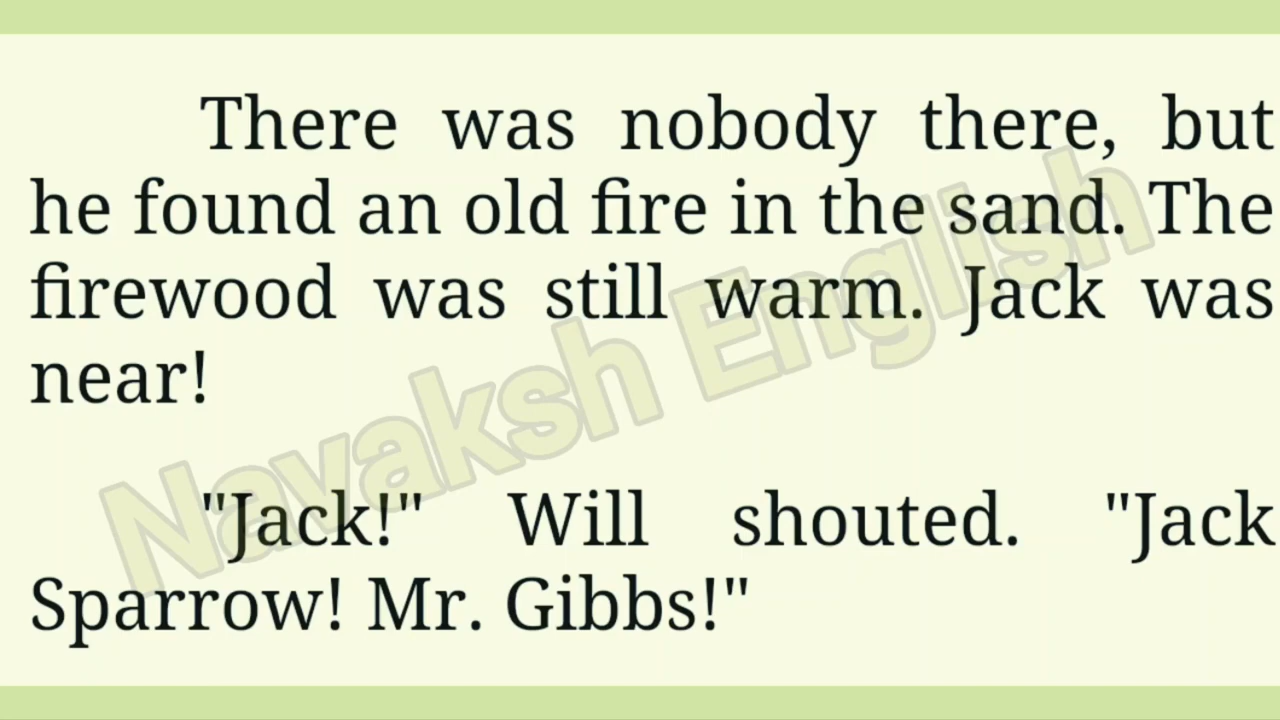 There was nobody there, but
he found an old fire in the sand. The
firewood was still warm. Jack was
near!
"Jack!" Will shouted. "Jack
Sparrow! Mr. Gibbs!"
Navaksh English